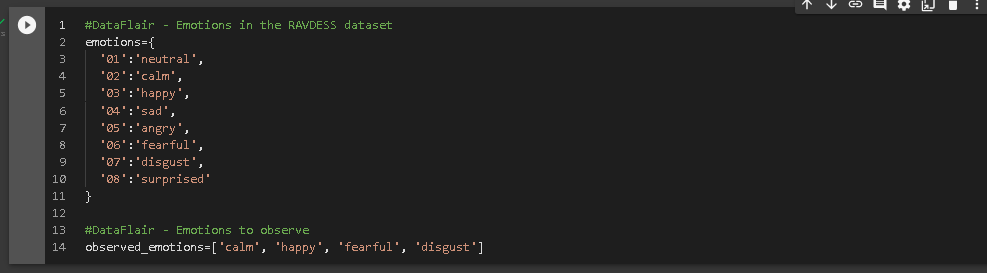 1 #DataFlair - Emotions in the RAVDESS dataset
2 emotions={
3   '01':'neutral',
4   '02':'calm',
5   '03':'happy',
6   '04':'sad',
7   '05':'angry',
8   '06':'fearful',
9   '07':'disgust',
10   '08':'surprised'
11 }
12
13 #DataFlair - Emotions to observe
14 observed_emotions=['calm', 'happy', 'fearful', 'disgust']